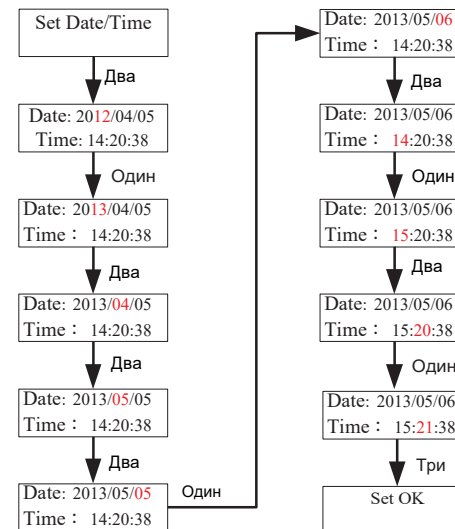 Set Date/Time
Два
Date: 2012/04/05
Time: 14:20:38
Один
Date: 2013/04/05
Time： 14:20:38
Два
Date: 2013/04/05
Time： 14:20:38
Два
Date: 2013/05/05
Time： 14:20:38
Два
Date: 2013/05/05
Time： 14:20:38
Один
Date: 2013/05/06
Time： 14:20:38
Два
Date: 2013/05/06
Time： 14:20:38
Один
Date: 2013/05/06
Time： 15:20:38
Два
Date: 2013/05/06
Time： 15:20:38
Один
Date: 2013/05/06
Time： 15:21:38
Три
Set OK